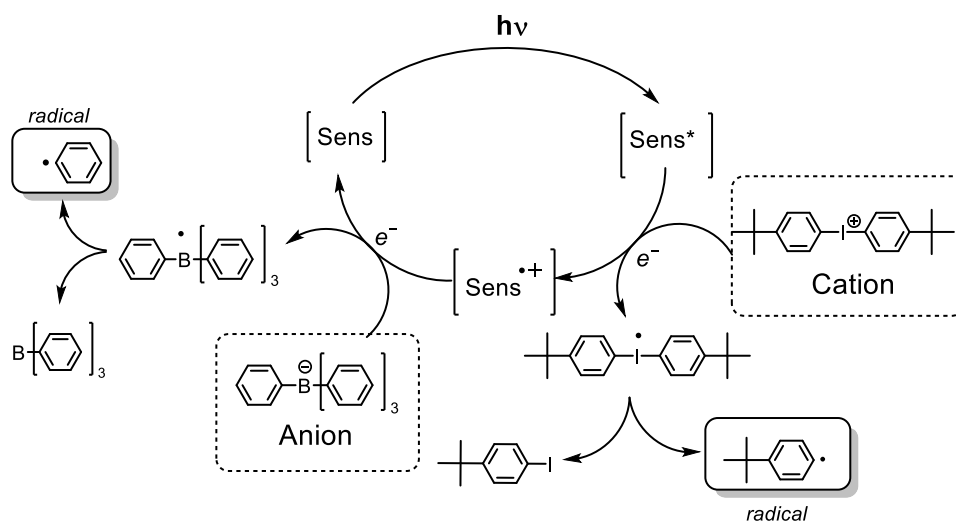 hν
radical
[Sens]
[Sens*]
•
e⁻
e⁻
I⊕
Cation
•
B
3
[Sens•+]
•
I
B
3
⊖
B
3
Anion
I
•
radical